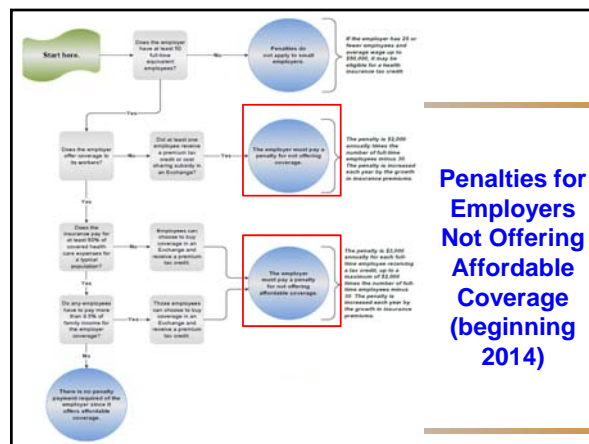 Start here.
Does the employer
have at least 50
full-time
equivalent
employees?
No
Penalties do
not apply to small
employers.
If the employer has 25 or
fewer employees and
average wage up to
$50,000, it may be
eligible for a health
insurance tax credit
Yes
Does the employer
offer coverage to
its workers?
No
Did at least one
employee receive
a premium tax
credit or cost
sharing subsidy in
an Exchange?
Yes
The employer must pay a
penalty for not offering
coverage.
The penalty is $2,000
annually times the
number of full-time
employees minus 30
The penalty is increased
each year by the growth
in insurance premiums.
Yes
Does the
insurance pay for
at least 60% of
covered health
care expenses for
a typical
population?
No
Employees can
choose to buy
coverage in an
Exchange and
receive a premium
tax credit.
The employer
must pay a penalty
for not offering
affordable coverage.
The penalty is $3,000
annually for each full-
time employee receiving
a tax credit, up to a
maximum of $2,000
times the number of full-
time employees minus
30. The penalty is
increased each year by
the growth in insurance
premiums.
Yes
Do any employees
have to pay more
than 9.5% of
family income for
the employer
coverage?
Yes
Those employees
can choose to buy
coverage in an
Exchange and
receive a premium
tax credit.
No
There is no penalty
payment required of the
employer since it
offers affordable
coverage.
Penalties for
Employers
Not Offering
Affordable
Coverage
(beginning
2014)